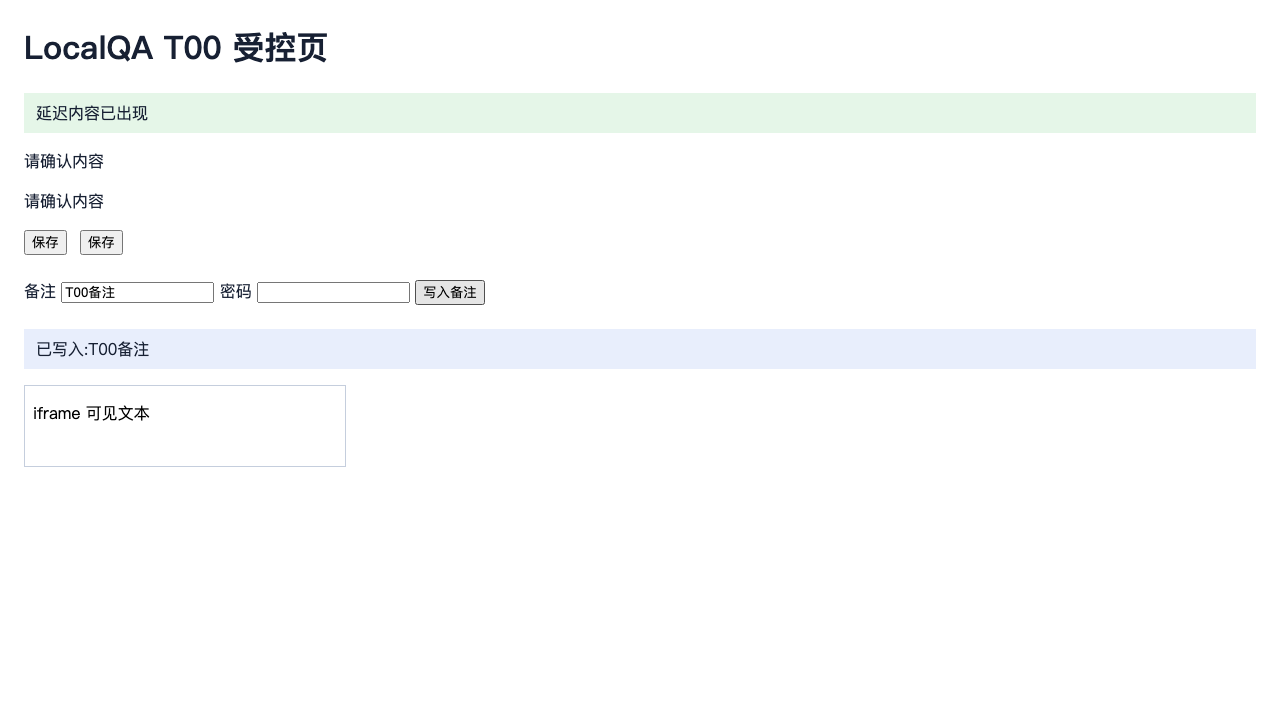 LocalQA T00 受控页
延迟内容已出现
请确认内容
请确认内容
保存 保存
备注 T00备注 密码 写入备注
已写入:T00备注
iframe 可见文本